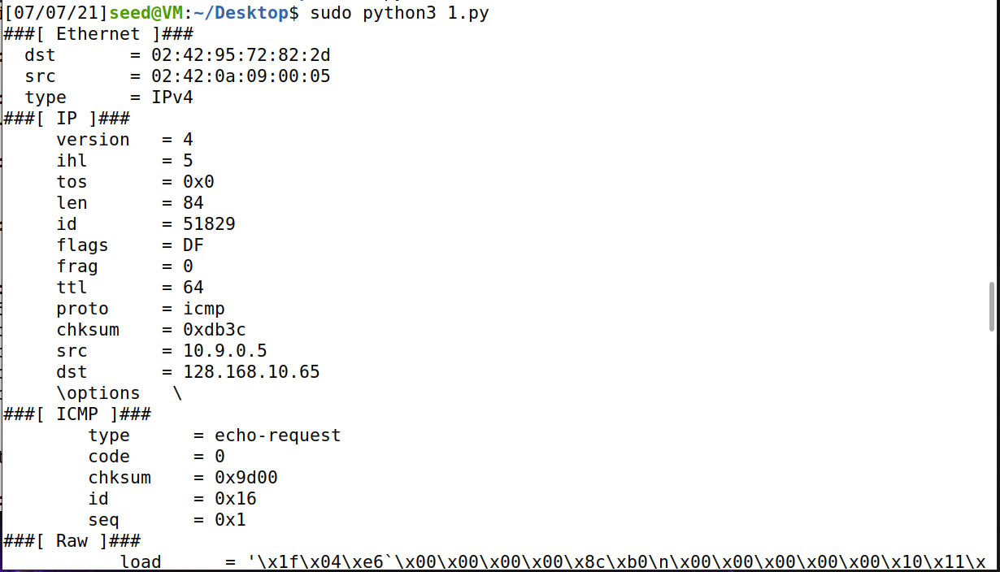 [07/07/21]seed@VM:~/Desktop$ sudo python3 1.py
###[ Ethernet ]###
  dst       = 02:42:95:72:82:2d
  src       = 02:42:0a:09:00:05
  type      = IPv4
###[ IP ]###
     version   = 4
     ihl       = 5
     tos       = 0x0
     len       = 84
     id        = 51829
     flags     = DF
     frag      = 0
     ttl       = 64
     proto     = icmp
     chksum    = 0xdb3c
     src       = 10.9.0.5
     dst       = 128.168.10.65
     \options   \
###[ ICMP ]###
        type      = echo-request
        code      = 0
        chksum    = 0x9d00
        id        = 0x16
        seq       = 0x1
###[ Raw ]###
           load      = '\x1f\x04\xe6`\x00\x00\x00\x00\x8c\xb0\n\x00\x00\x00\x00\x00\x10\x11\x